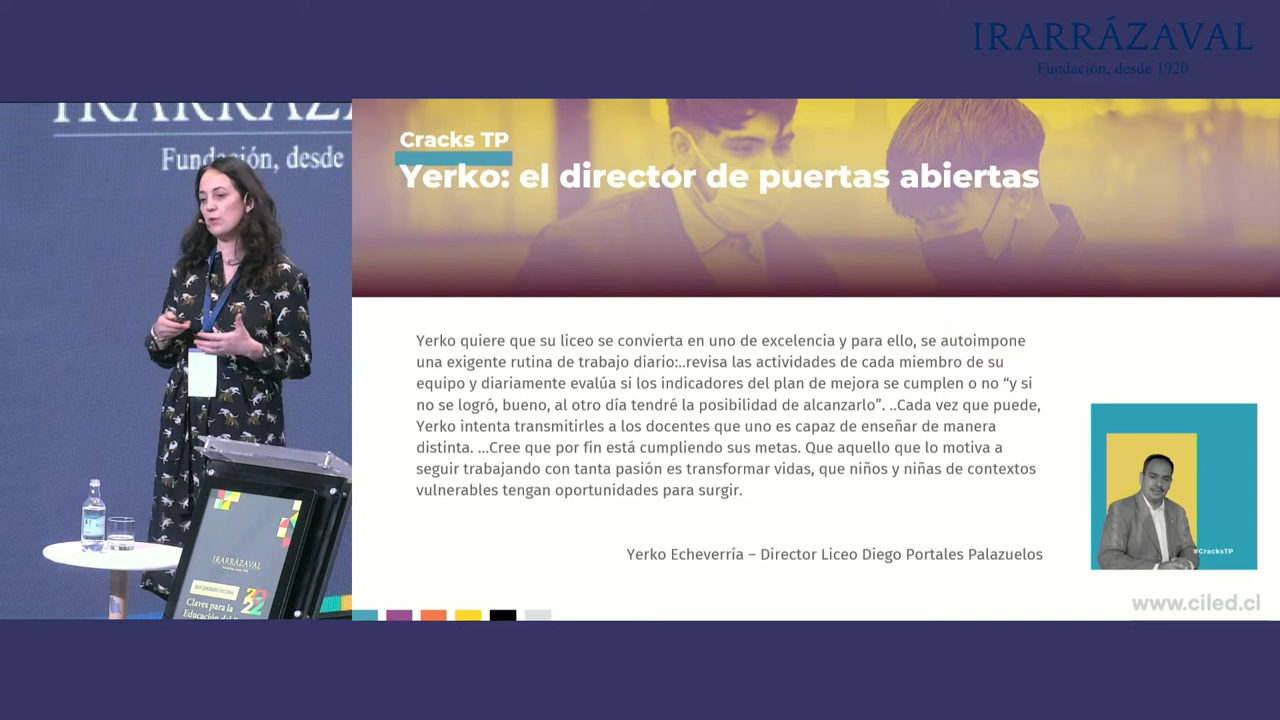 IRARRÁZAVAL
Fundación, desde 1920
Fundación, desde
Cracks TP
Yerko: el director de puertas abiertas
Yerko quiere que su liceo se convierta en uno de excelencia y para ello, se autoimpone
una exigente rutina de trabajo diario:..revisa las actividades de cada miembro de su
equipo y diariamente evalúa si los indicadores del plan de mejora se cumplen o no “y si
no se logró, bueno, al otro día tendré la posibilidad de alcanzarlo”. ..Cada vez que puede,
Yerko intenta transmitirles a los docentes que uno es capaz de enseñar de manera
distinta. ...Cree que por fin está cumpliendo sus metas. Que aquello que lo motiva a
seguir trabajando con tanta pasión es transformar vidas, que niños y niñas de contextos
vulnerables tengan oportunidades para surgir.
Yerko Echeverría – Director Liceo Diego Portales Palazuelos
#CracksTP
www.ciled.cl
IRARRÁZAVAL
2022
Claves para la